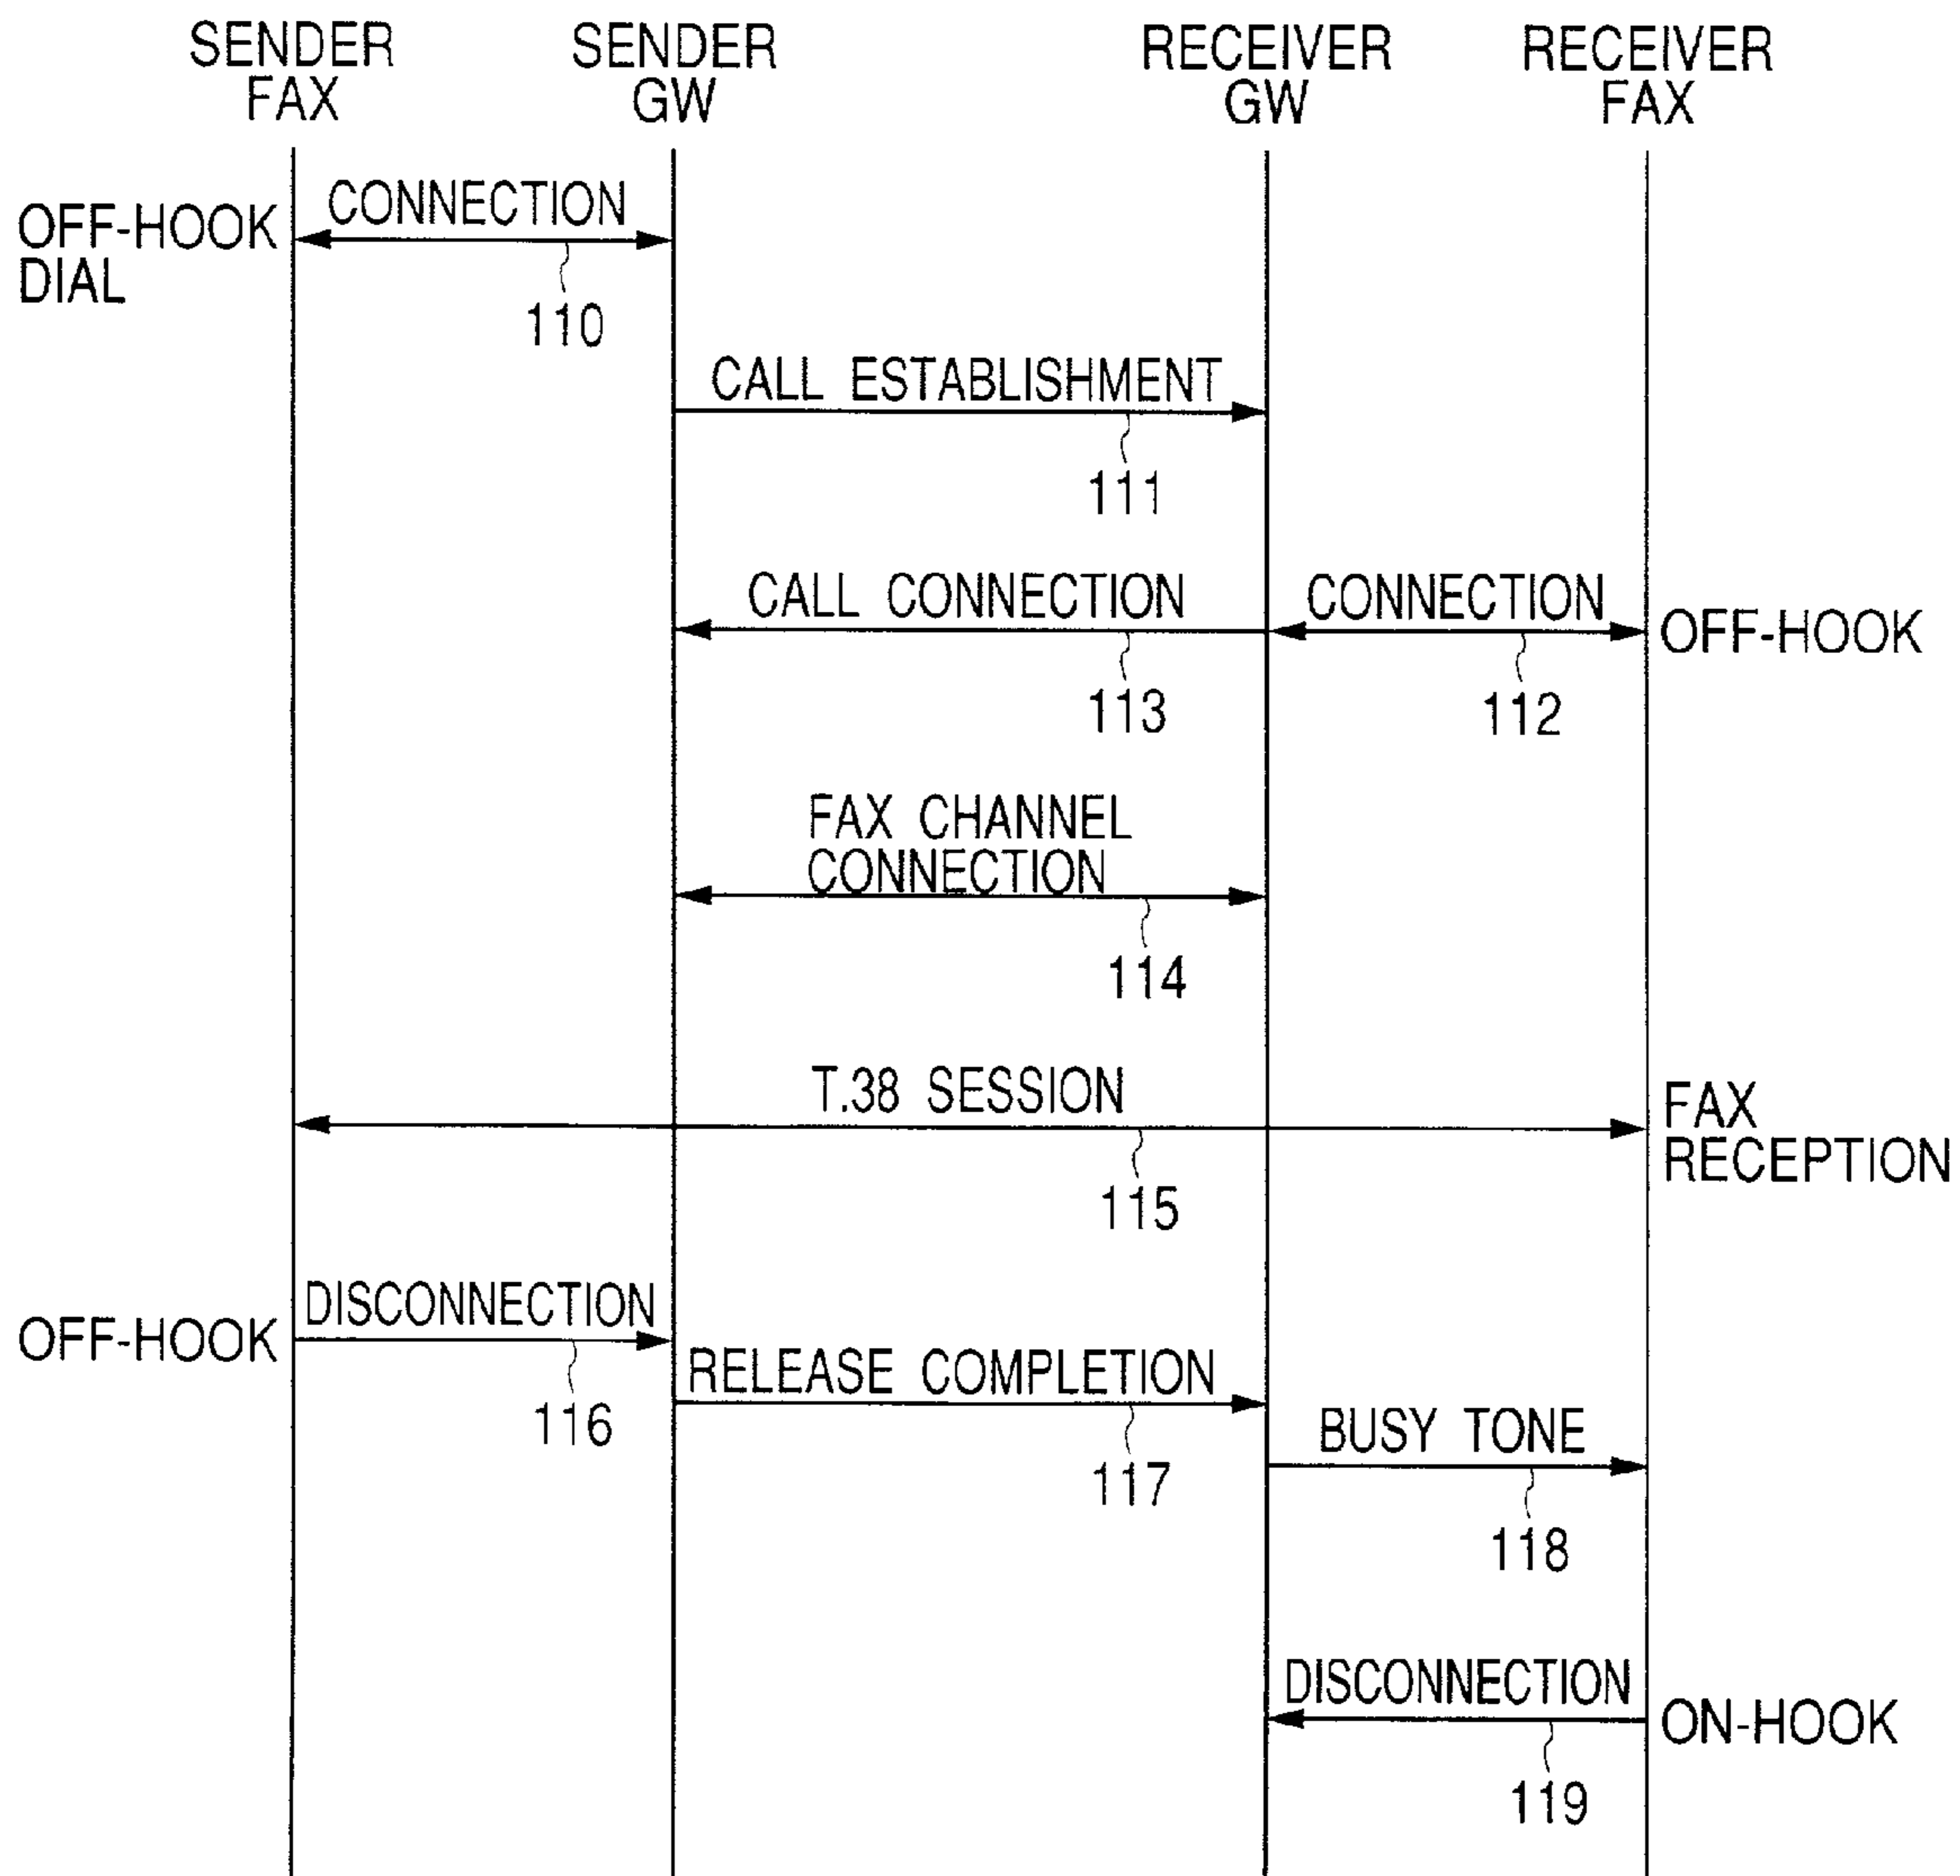 SENDER
FAX
SENDER
GW
RECEIVER
GW
RECEIVER
FAX
OFF-HOOK
DIAL
CONNECTION
110
CALL ESTABLISHMENT
111
CALL CONNECTION
113
CONNECTION
112
OFF-HOOK
FAX CHANNEL
CONNECTION
114
T.38 SESSION
115
FAX
RECEPTION
OFF-HOOK
DISCONNECTION
116
RELEASE COMPLETION
117
BUSY TONE
118
DISCONNECTION
119
ON-HOOK